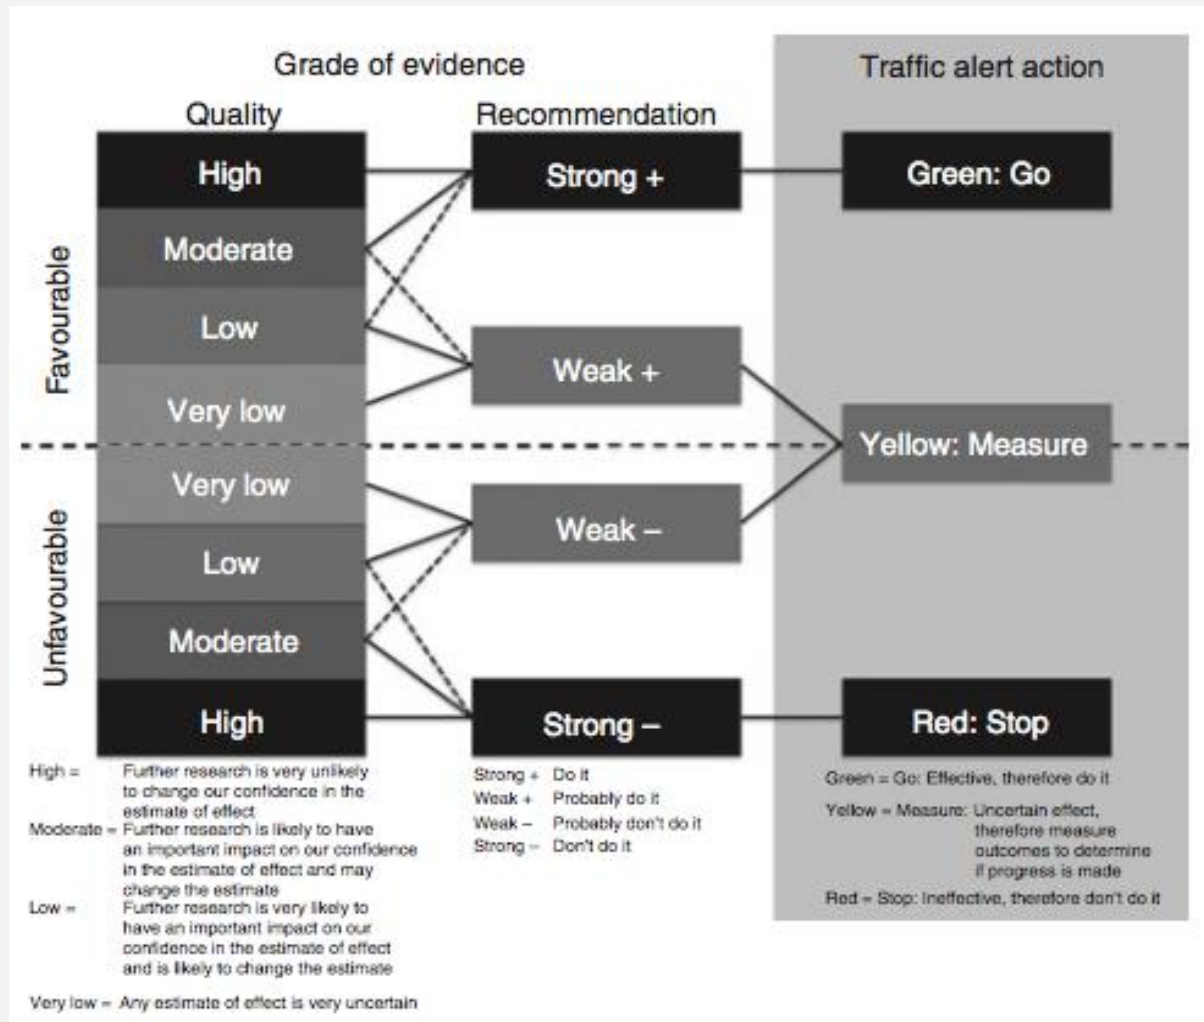 Grade of evidence
Traffic alert action
Quality
Recommendation
Favourable
Unfavourable
High
Moderate
Low
Very low
Very low
Low
Moderate
High
Strong +
Weak +
Weak –
Strong –
Green: Go
Yellow: Measure
Red: Stop
High = Further research is very unlikely
to change our confidence in the
estimate of effect
Moderate = Further research is likely to have
an important impact on our confidence
in the estimate of effect and may
change the estimate
Low = Further research is very likely to
have an important impact on our
confidence in the estimate of effect
and is likely to change the estimate
Very low = Any estimate of effect is very uncertain
Strong + Do it
Weak + Probably do it
Weak – Probably don't do it
Strong – Don't do it
Green = Go: Effective, therefore do it
Yellow = Measure: Uncertain effect,
therefore measure
outcomes to determine
if progress is made
Red = Stop: Ineffective, therefore don't do it